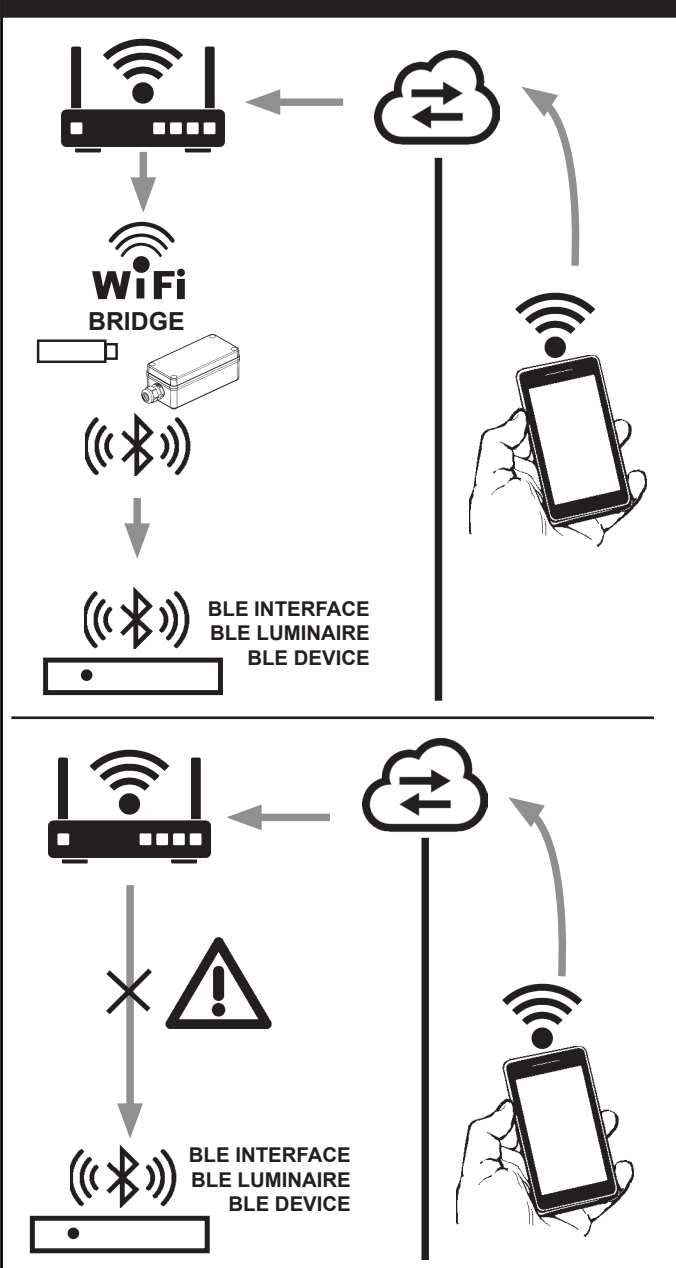 WiFi
BRIDGE
BLE INTERFACE
BLE LUMINAIRE
BLE DEVICE
BLE INTERFACE
BLE LUMINAIRE
BLE DEVICE